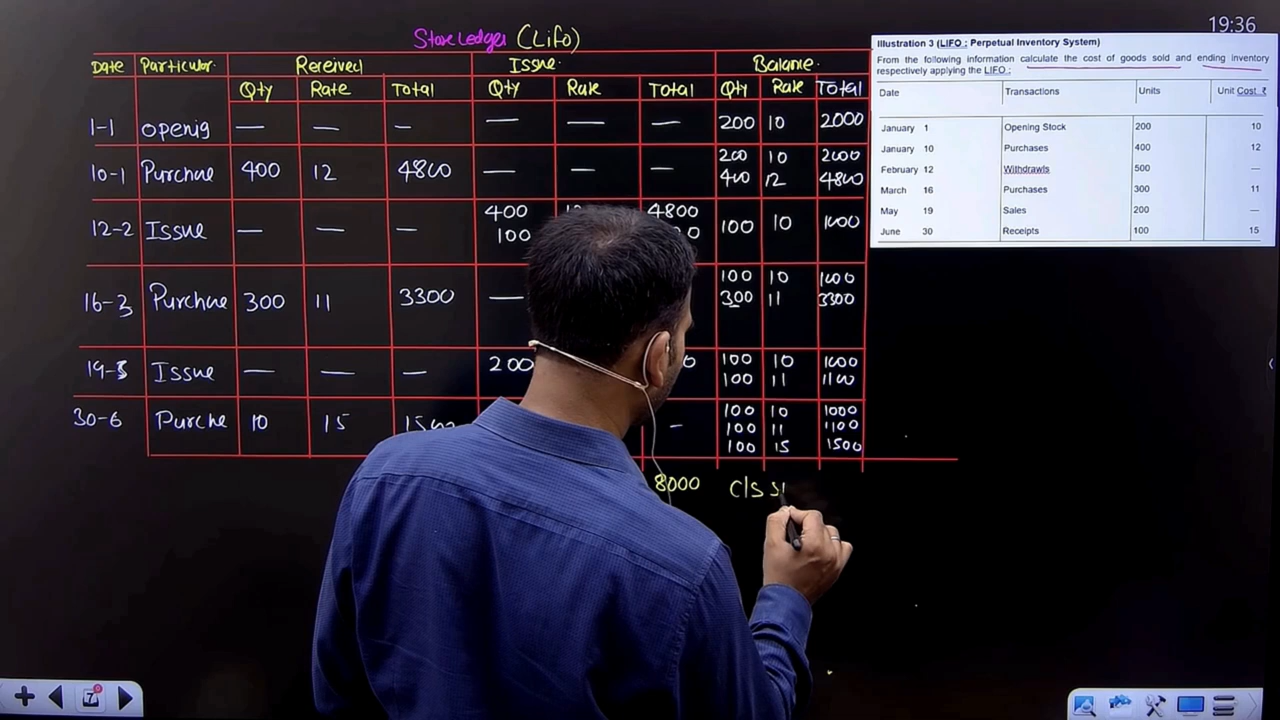 19:36
Store Ledger (Lifo)
Date Particular Received Issue Balance
Qty Rate Total Qty Rate Total Qty Rate Total
1-1 openig — — — — — — 200 10 2000
10-1 Purchae 400 12 4800 — — — 200 10 2000
400 12 4800
12-2 Issue — — — 400 4800 100 10 1000
100
16-3 Purchae 300 11 3300 — 100 10 1000
300 11 3300
19-5 Issue — — — 200 100 10 1000
100 11 1100
30-6 Purche 10 15 1500 - 100 10 1000
100 11 1100
100 15 1500
8000 C/S
Illustration 3 (LIFO : Perpetual Inventory System)
From the following information calculate the cost of goods sold and ending inventory
respectively applying the LIFO :
Date Transactions Units Unit Cost ₹
January 1 Opening Stock 200 10
January 10 Purchases 400 12
February 12 Withdrawls 500 —
March 16 Purchases 300 11
May 19 Sales 200 —
June 30 Receipts 100 15
7